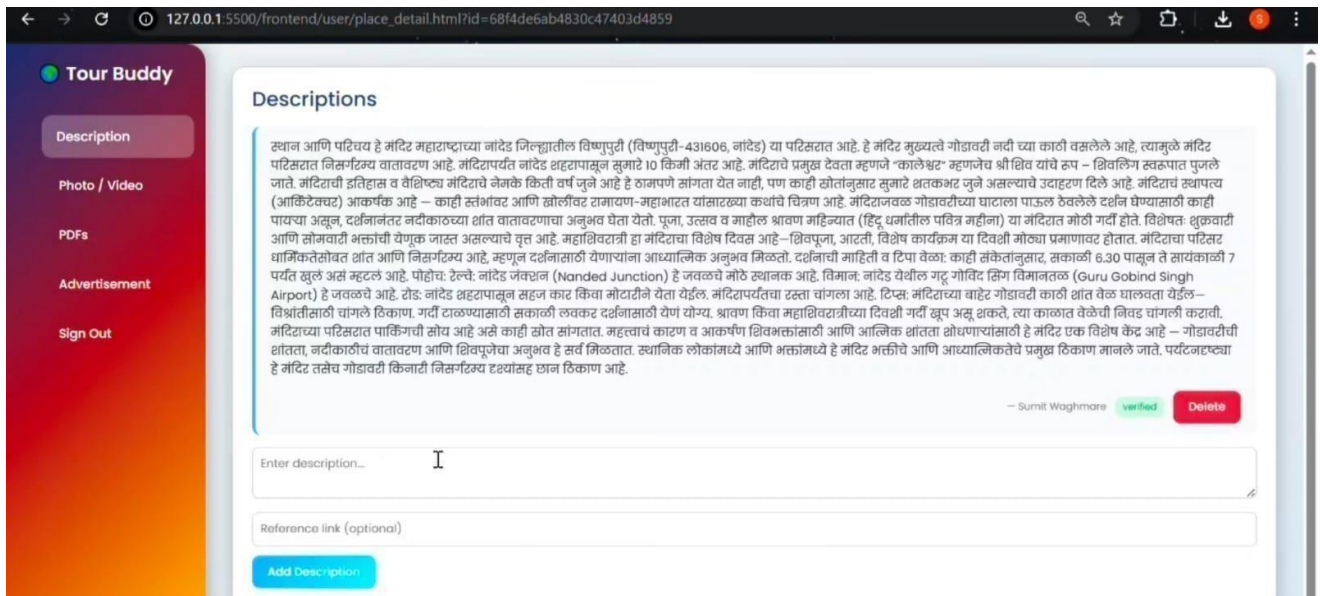 127.0.0.1:5500/frontend/user/place_detail.html?id=68f4de6ab4830c47403d4859
S
Tour Buddy
Description
Photo / Video
PDFs
Advertisement
Sign Out
Descriptions
स्थान आणि परिचय हे मंदिर महाराष्ट्राच्या नांदेड जिल्ह्यातील विष्णुपुरी (विष्णुपुरी-431606, नांदेड) या परिसरात आहे. हे मंदिर मुख्यत्वे गोडावरी नदी च्या काठी वसलेले आहे, त्यामुळे मंदिर
परिसरात निसर्गरम्य वातावरण आहे. मंदिरापर्यंत नांदेड शहरापासून सुमारे 10 किमी अंतर आहे. मंदिराचे प्रमुख देवता म्हणजे “कालेश्वर” म्हणजेच श्री शिव यांचे रूप – शिवलिंग स्वरूपात पुजले
जाते. मंदिराची इतिहास व वैशिष्ट्य मंदिराचे नेमके किती वर्ष जुने आहे हे ठामपणे सांगता येत नाही, पण काही स्रोतांनुसार सुमारे शतकभर जुने असल्याचे उदाहरण दिले आहे. मंदिराचं स्थापत्य
(आर्किटेक्चर) आकर्षक आहे — काही स्तंभांवर आणि खोलींवर रामायण-महाभारत यांसारख्या कथांचे चित्रण आहे. मंदिराजवळ गोडावरीच्या घाटाला पाऊल ठेवलेले दर्शन घेण्यासाठी काही
पायऱ्या असून, दर्शनानंतर नदीकाठच्या शांत वातावरणाचा अनुभव घेता येतो. पूजा, उत्सव व माहौल श्रावण महिन्यात (हिंदू धर्मातील पवित्र महीना) या मंदिरात मोठी गर्दी होते. विशेषतः शुक्रवारी
आणि सोमवारी भक्तांची येणूक जास्त असल्याचे वृत्त आहे. महाशिवरात्री हा मंदिराचा विशेष दिवस आहे—शिवपूजा, आरती, विशेष कार्यक्रम या दिवशी मोठ्या प्रमाणावर होतात. मंदिराचा परिसर
धार्मिकतेसोबत शांत आणि निसर्गरम्य आहे, म्हणून दर्शनासाठी येणाऱ्यांना आध्यात्मिक अनुभव मिळतो. दर्शनाची माहिती व टिपा वेळा: काही संकेतांनुसार, सकाळी 6.30 पासून ते सायंकाळी 7
पर्यंत खुलं असं म्हटलं आहे. पोहोच: रेल्वे: नांदेड जंक्शन (Nanded Junction) हे जवळचे मोठे स्थानक आहे. विमान: नांदेड येथील गटू गोविंद सिंग विमानतळ (Guru Gobind Singh
Airport) हे जवळचे आहे. रोड: नांदेड शहरापासून सहज कार किंवा मोटारीने येता येईल. मंदिरापर्यंतचा रस्ता चांगला आहे. टिप्स: मंदिराच्या बाहेर गोडावरी काठी शांत वेळ घालवता येईल—
विश्रांतीसाठी चांगले ठिकाण. गर्दी टाळण्यासाठी सकाळी लवकर दर्शनासाठी येणं योग्य. श्रावण किंवा महाशिवरात्रीच्या दिवशी गर्दी खूप असू शकते, त्या काळात वेळेची निवड चांगली करावी.
मंदिराच्या परिसरात पार्किंगची सोय आहे असे काही स्रोत सांगतात. महत्त्वाचं कारण व आकर्षण शिवभक्तांसाठी आणि आत्मिक शांतता शोधणाऱ्यांसाठी हे मंदिर एक विशेष केंद्र आहे — गोडावरीची
शांतता, नदीकाठीचं वातावरण आणि शिवपूजेचा अनुभव हे सर्व मिळतात. स्थानिक लोकांमध्ये आणि भक्तांमध्ये हे मंदिर भक्तीचे आणि आध्यात्मिकतेचे प्रमुख ठिकाण मानले जाते. पर्यटनदृष्ट्या
हे मंदिर तसेच गोडावरी किनारी निसर्गरम्य दृश्यांसह छान ठिकाण आहे.
— Sumit Waghmare verified Delete
Enter description...
Reference link (optional)
Add Description